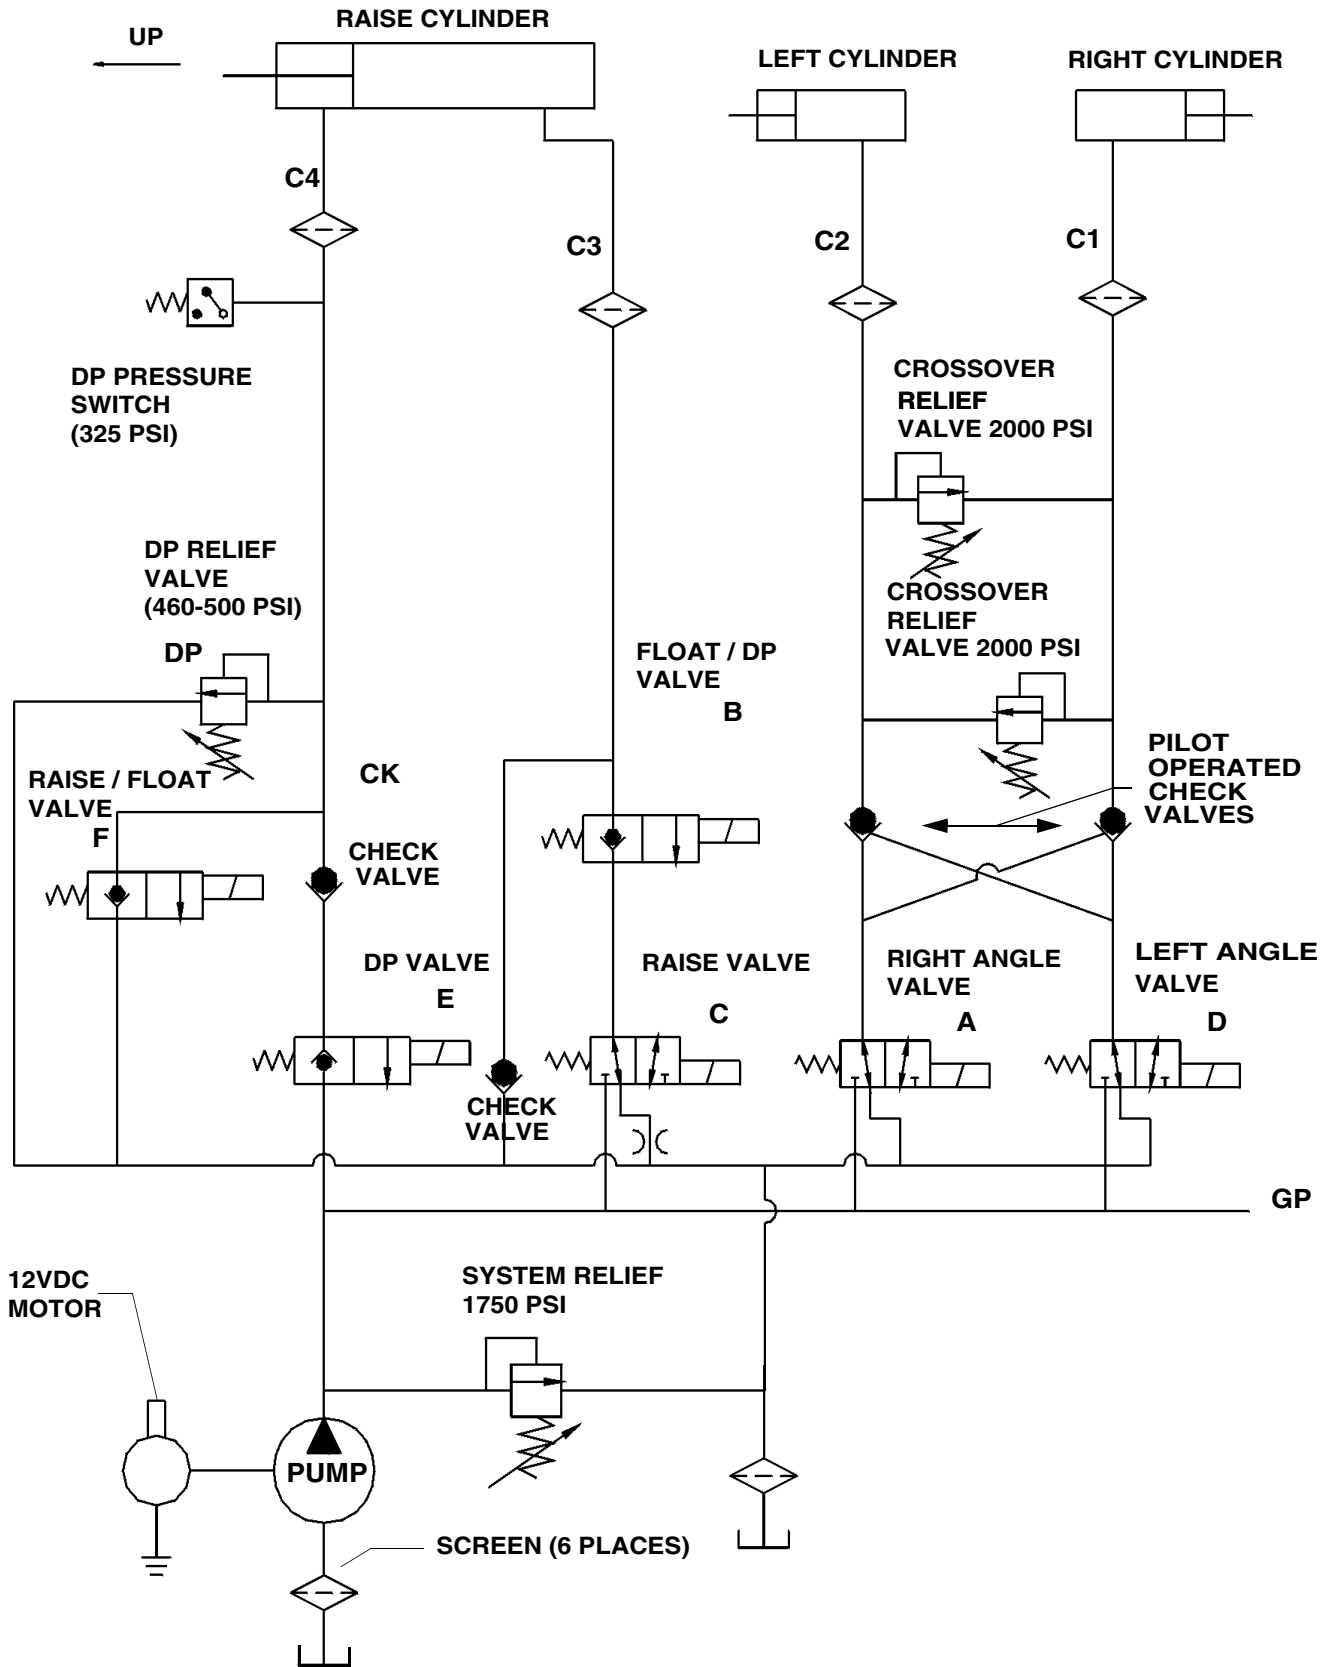 RAISE CYLINDER
UP
LEFT CYLINDER
RIGHT CYLINDER
C4
C3
C2
C1
DP PRESSURE
SWITCH
(325 PSI)
CROSSOVER
RELIEF
VALVE 2000 PSI
DP RELIEF
VALVE
(460-500 PSI)
DP
CROSSOVER
RELIEF
VALVE 2000 PSI
FLOAT / DP
VALVE
B
PILOT
OPERATED
CHECK
VALVES
RAISE / FLOAT
VALVE
F
CK
CHECK
VALVE
DP VALVE
E
RAISE VALVE
C
RIGHT ANGLE
VALVE
A
LEFT ANGLE
VALVE
D
CHECK
VALVE
GP
12VDC
MOTOR
SYSTEM RELIEF
1750 PSI
PUMP
SCREEN (6 PLACES)